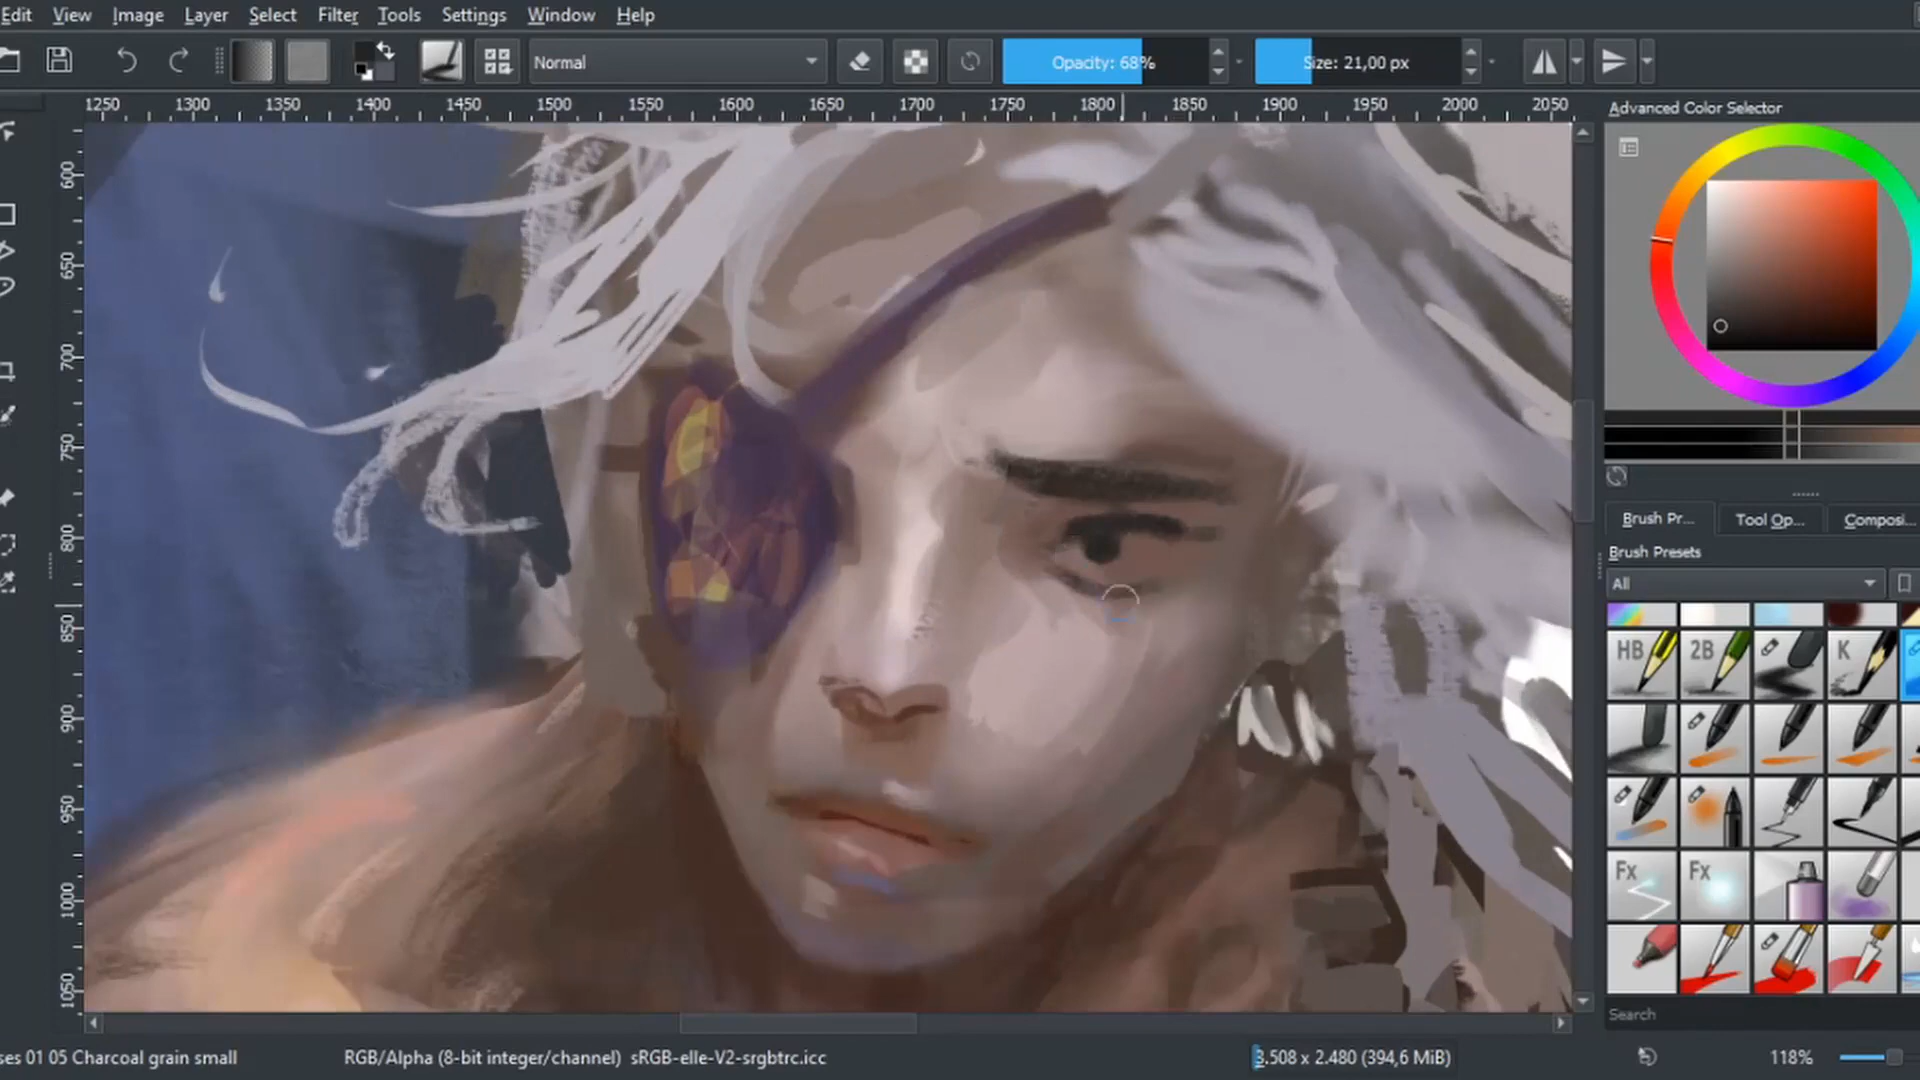 Edit View Image Layer Select Filter Tools Settings Window Help
Normal Opacity: 68% Size: 21,00 px
1250 1300 1350 1400 1450 1500 1550 1600 1650 1700 1750 1800 1850 1900 1950 2000 2050
Advanced Color Selector
600
650
700
750
800
850
900
950
1000
1050
Brush Pr... Tool Op... Composi...
Brush Presets
All
HB 2B K
Fx Fx
Search
ses 01 05 Charcoal grain small RGB/Alpha (8-bit integer/channel) sRGB-elle-V2-srgbtrc.icc 3.508 x 2.480 (394,6 MiB) 118%